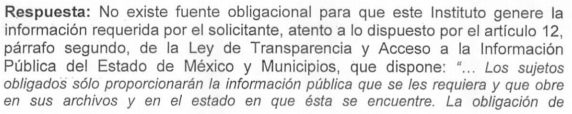 Respuesta: No existe fuente obligacional para que este Instituto genere la
información requerida por el solicitante, atento a lo dispuesto por el artículo 12,
párrafo segundo, de la Ley de Transparencia y Acceso a la Información
Pública del Estado de México y Municipios, que dispone: “... Los sujetos
obligados sólo proporcionarán la información pública que se les requiera y que obre
en sus archivos y en el estado en que ésta se encuentre. La obligación de